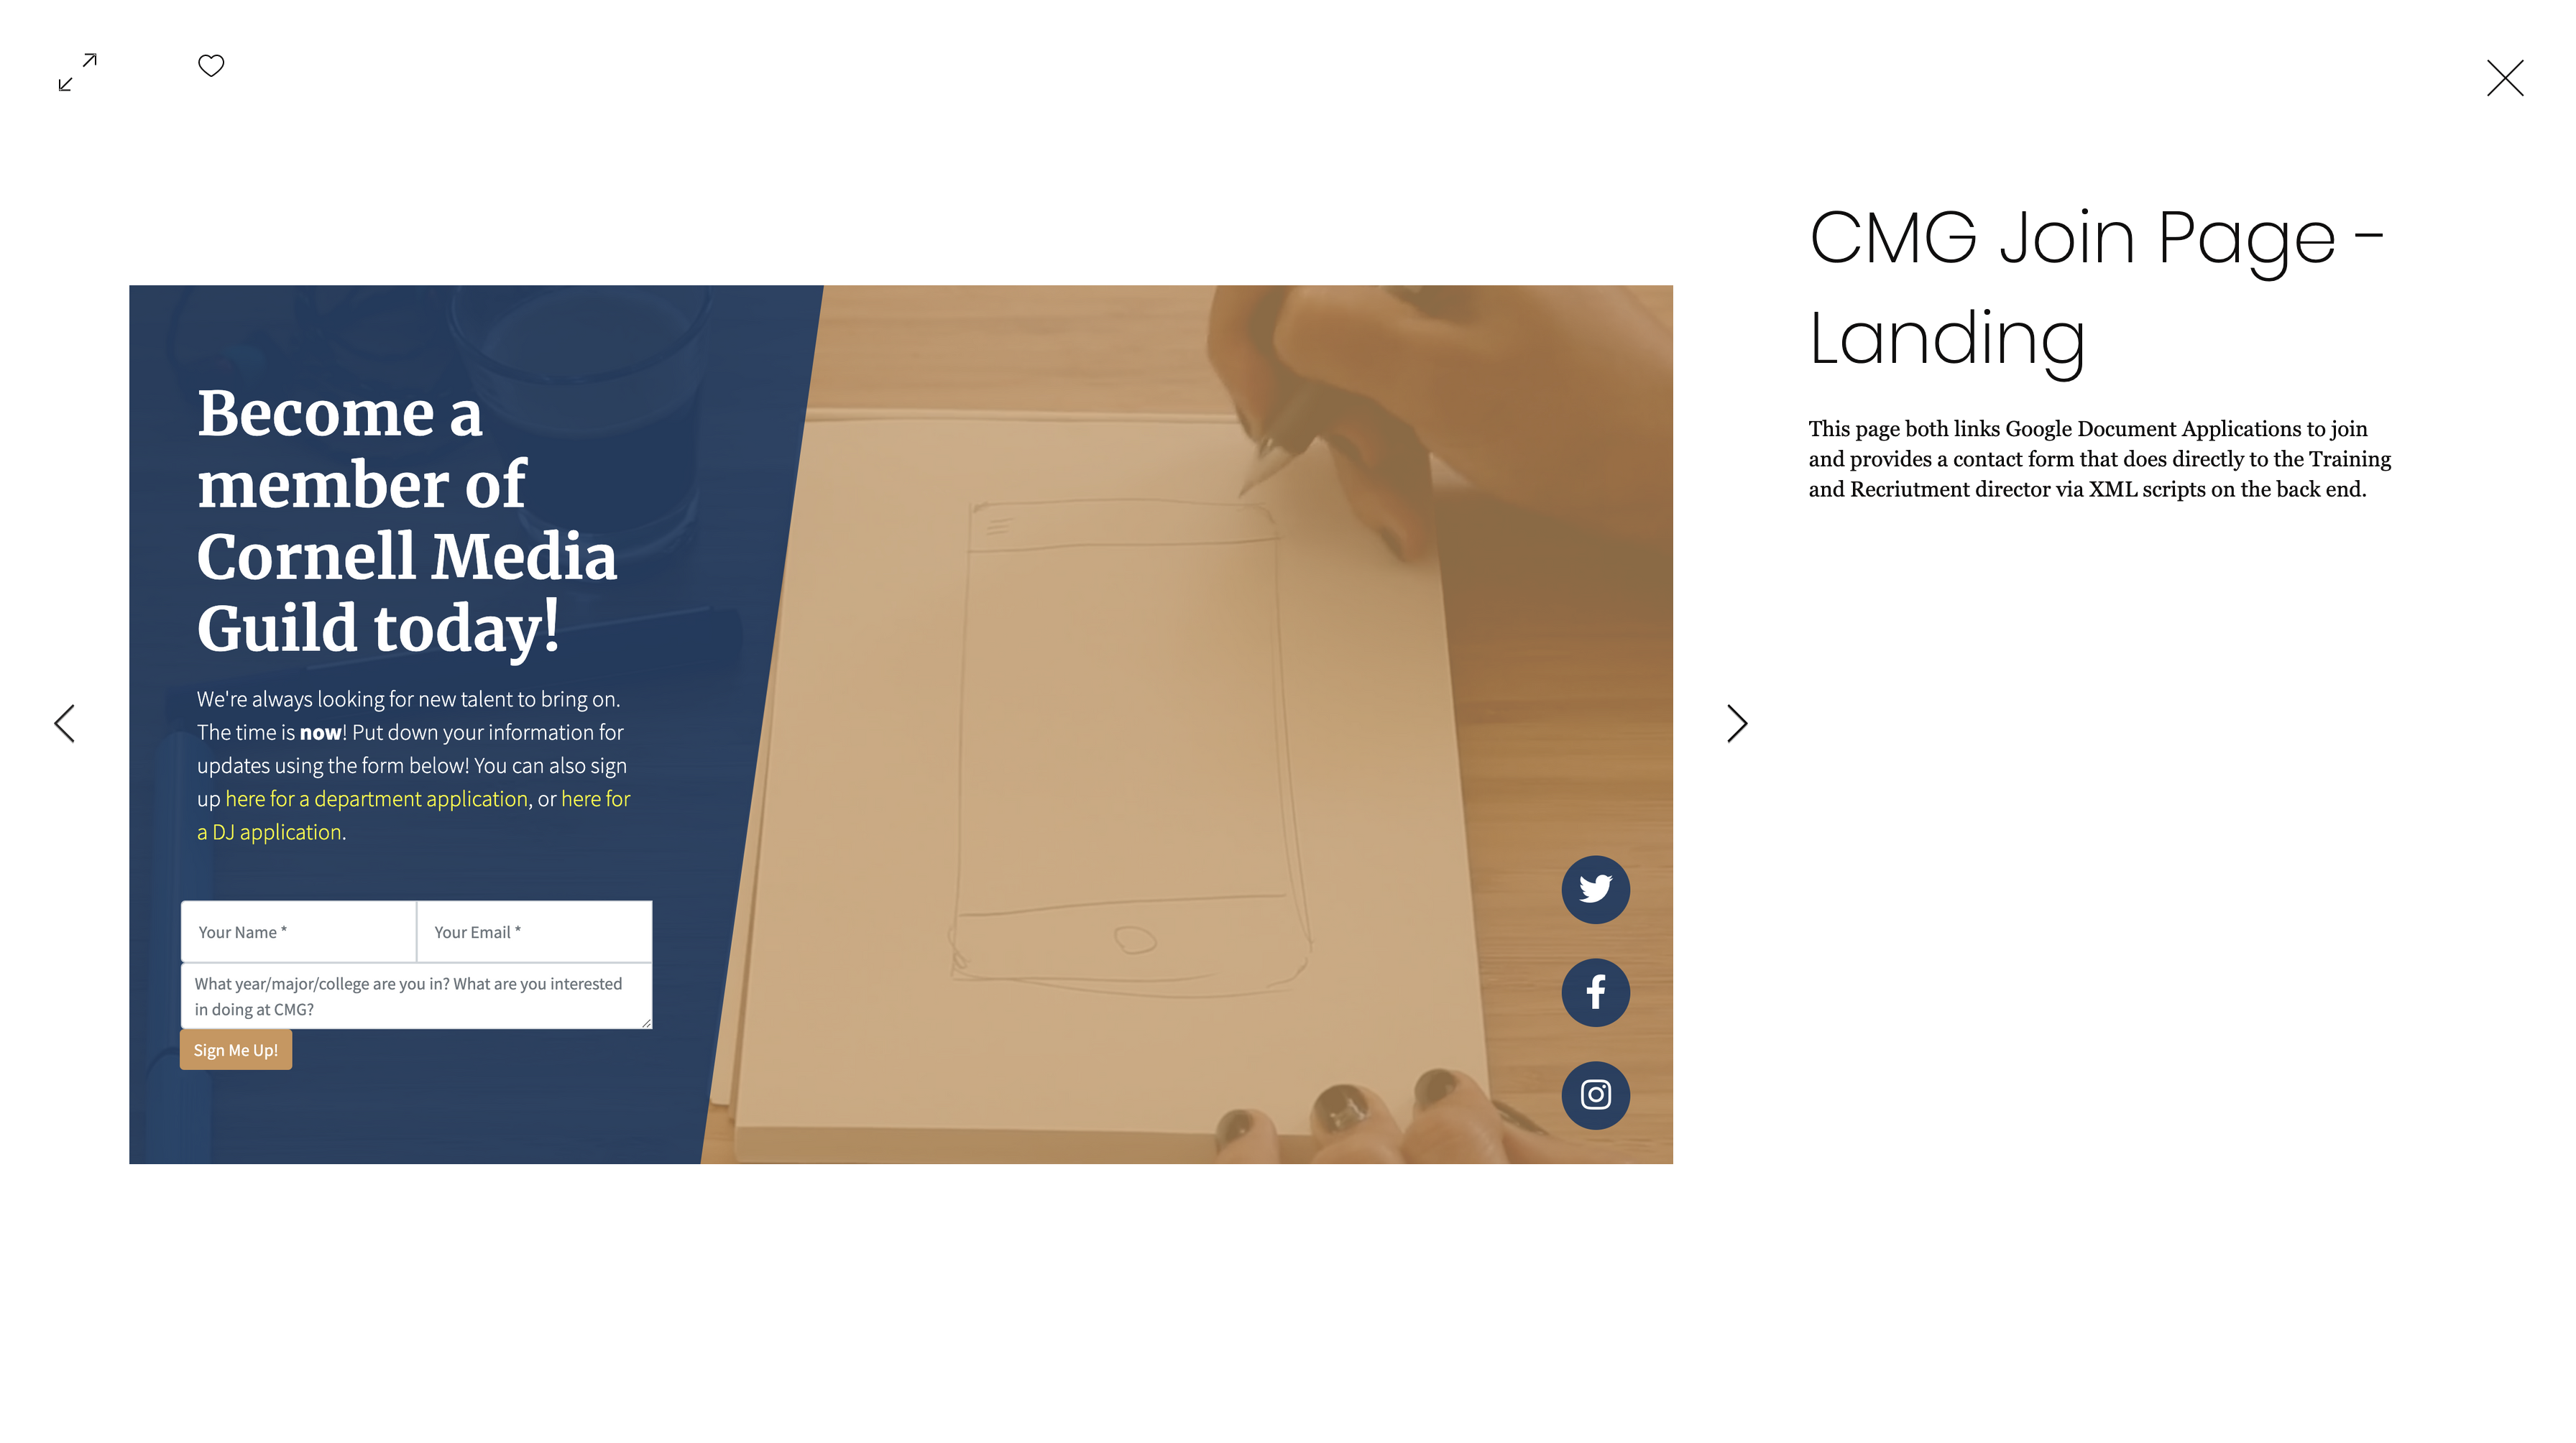 Become a
member of
Cornell Media
Guild today!
We're always looking for new talent to bring on.
The time is now! Put down your information for
updates using the form below! You can also sign
up here for a department application, or here for
a DJ application.
Your Name *
Your Email *
What year/major/college are you in? What are you interested
in doing at CMG?
Sign Me Up!
CMG Join Page -
Landing
This page both links Google Document Applications to join
and provides a contact form that does directly to the Training
and Recriutment director via XML scripts on the back end.